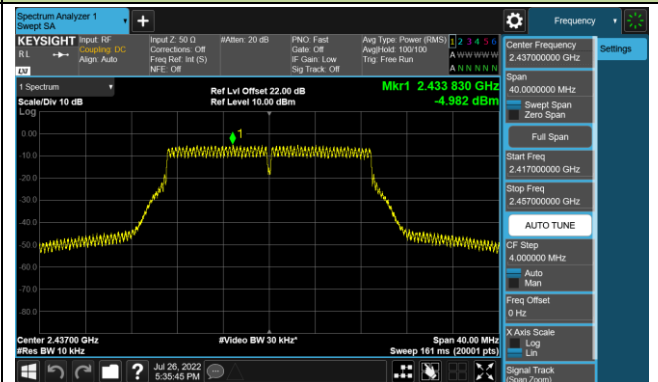 Spectrum Analyzer 1
Swept SA
Frequency
KEYSIGHT
RL
Input: RF
Coupling: DC
Align: Auto
Input Z: 50 Ω
Corrections: Off
Freq Ref: Int (S)
NFE: Off
#Atten: 20 dB
PNO: Fast
Gate: Off
IF Gain: Low
Sig Track: Off
Avg Type: Power (RMS)
Avg|Hold: 100/100
Trig: Free Run
1 2 3 4 5 6
A W W W W W
A N N N N N
1 Spectrum
Scale/Div 10 dB
Log
Ref Lvl Offset 22.00 dB
Ref Level 10.00 dBm
Mkr1 2.433 830 GHz
-4.982 dBm
1
0.00
-10.0
-20.0
-30.0
-40.0
-50.0
-60.0
-70.0
-80.0
Center 2.43700 GHz
#Res BW 10 kHz
#Video BW 30 kHz*
Span 40.00 MHz
Sweep 161 ms (20001 pts)
Center Frequency
2.437000000 GHz
Span
40.0000000 MHz
Swept Span
Zero Span
Full Span
Start Freq
2.417000000 GHz
Stop Freq
2.457000000 GHz
AUTO TUNE
CF Step
4.000000 MHz
Auto
Man
Freq Offset
0 Hz
X Axis Scale
Log
Lin
Signal Track
(Span Zoom)
Settings
Jul 26, 2022
5:35:45 PM